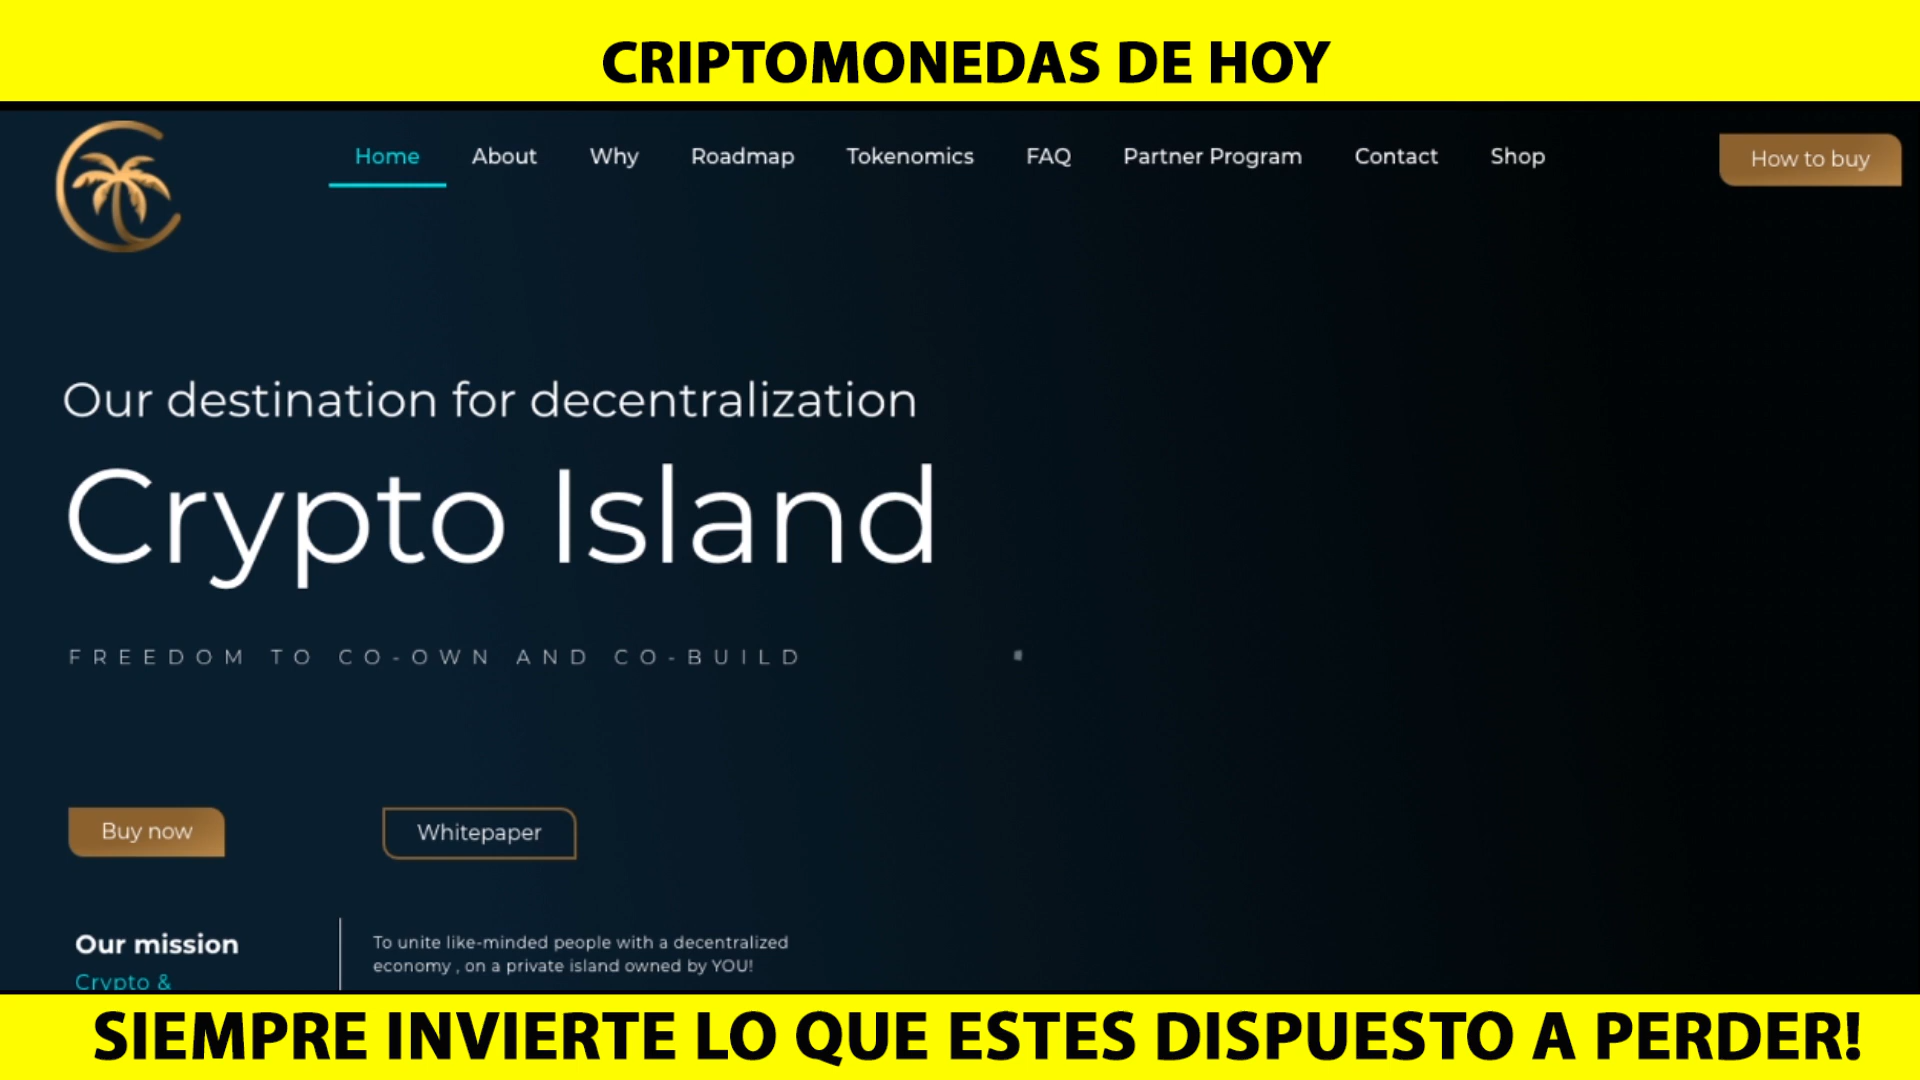 CRIPTOMONEDAS DE HOY
Home About Why Roadmap Tokenomics FAQ Partner Program Contact Shop How to buy
Our destination for decentralization
Crypto Island
FREEDOM TO CO-OWN AND CO-BUILD
Buy now Whitepaper
Our mission
To unite like-minded people with a decentralized
economy , on a private island owned by YOU!
Crypto &
SIEMPRE INVIERTE LO QUE ESTES DISPUESTO A PERDER!